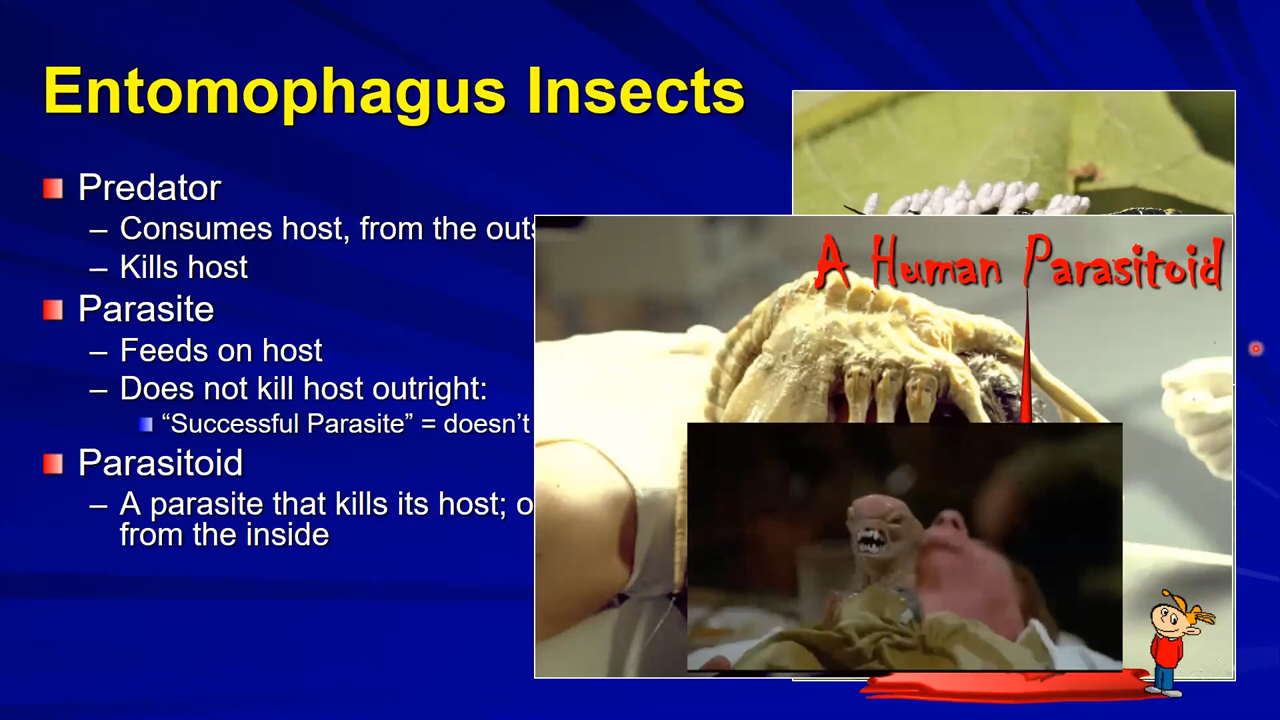 Entomophagus Insects
Predator
– Consumes host, from the outs
– Kills host
Parasite
– Feeds on host
– Does not kill host outright:
“Successful Parasite” = doesn’t
Parasitoid
– A parasite that kills its host; o
from the inside
A Human Parasitoid